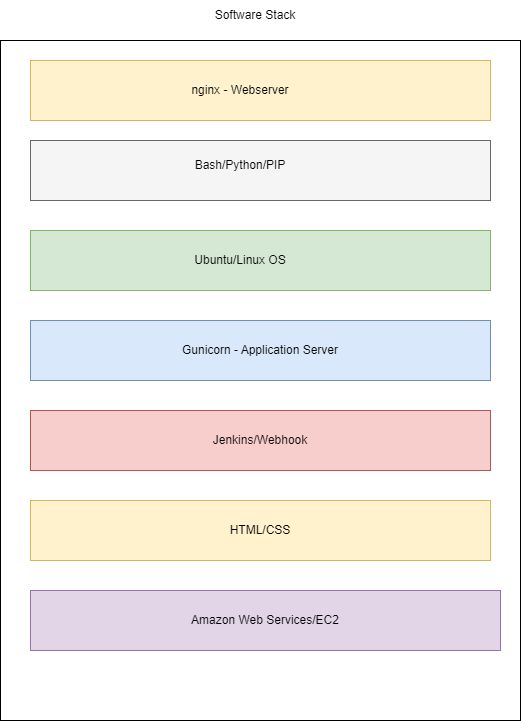 Software Stack
nginx - Webserver
Bash/Python/PIP
Ubuntu/Linux OS
Gunicorn - Application Server
Jenkins/Webhook
HTML/CSS
Amazon Web Services/EC2